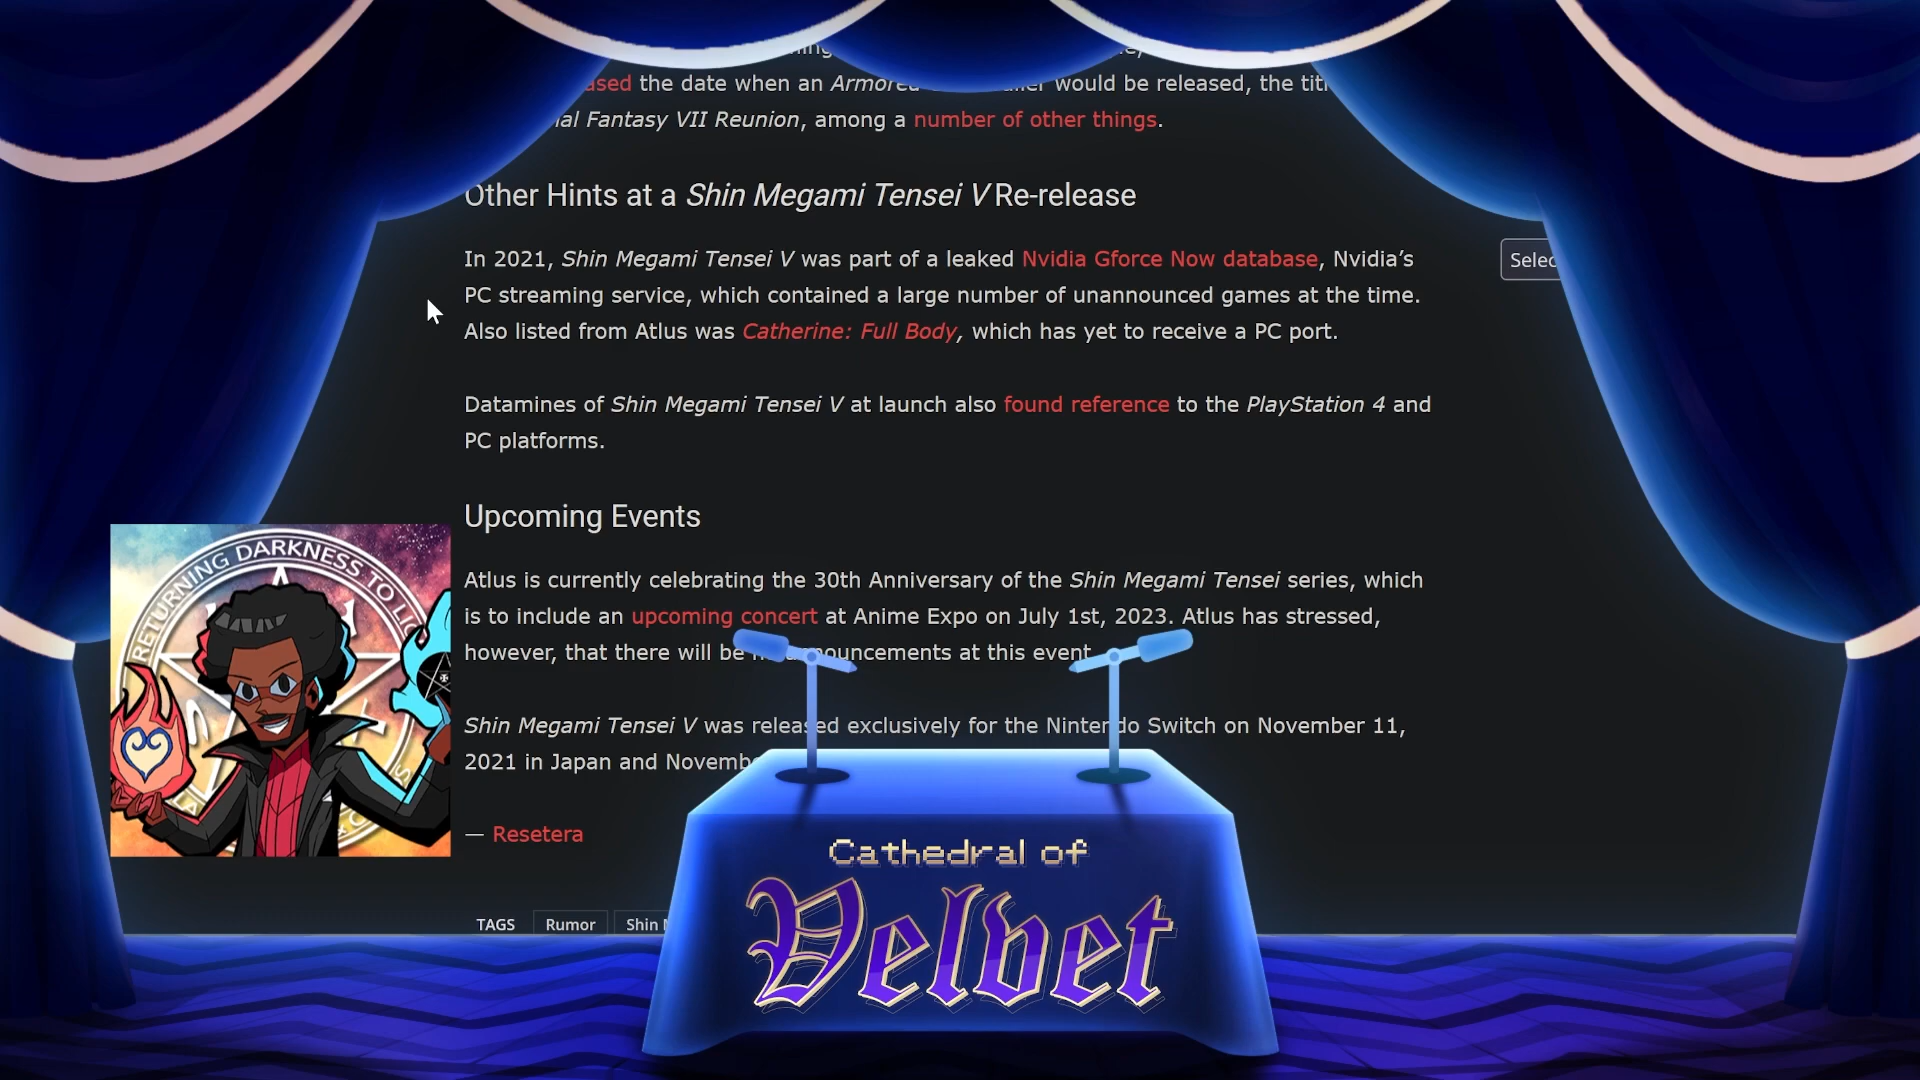 the date when an Armored would be released, the
Fantasy VII Reunion, among a number of other things.
Other Hints at a Shin Megami Tensei V Re-release
In 2021, Shin Megami Tensei V was part of a leaked Nvidia Gforce Now database, Nvidia’s
PC streaming service, which contained a large number of unannounced games at the time.
Also listed from Atlus was Catherine: Full Body, which has yet to receive a PC port.
Datamines of Shin Megami Tensei V at launch also found reference to the PlayStation 4 and
PC platforms.
Upcoming Events
Atlus is currently celebrating the 30th Anniversary of the Shin Megami Tensei series, which
is to include an upcoming concert at Anime Expo on July 1st, 2023. Atlus has stressed,
however, that there will be announcements at this event
Shin Megami Tensei V was released exclusively for the Nintendo Switch on November 11,
2021 in Japan and
— Resetera
TAGS Rumor Shin
RETURNING DARKNESS TO
Cathedral of
Velvet